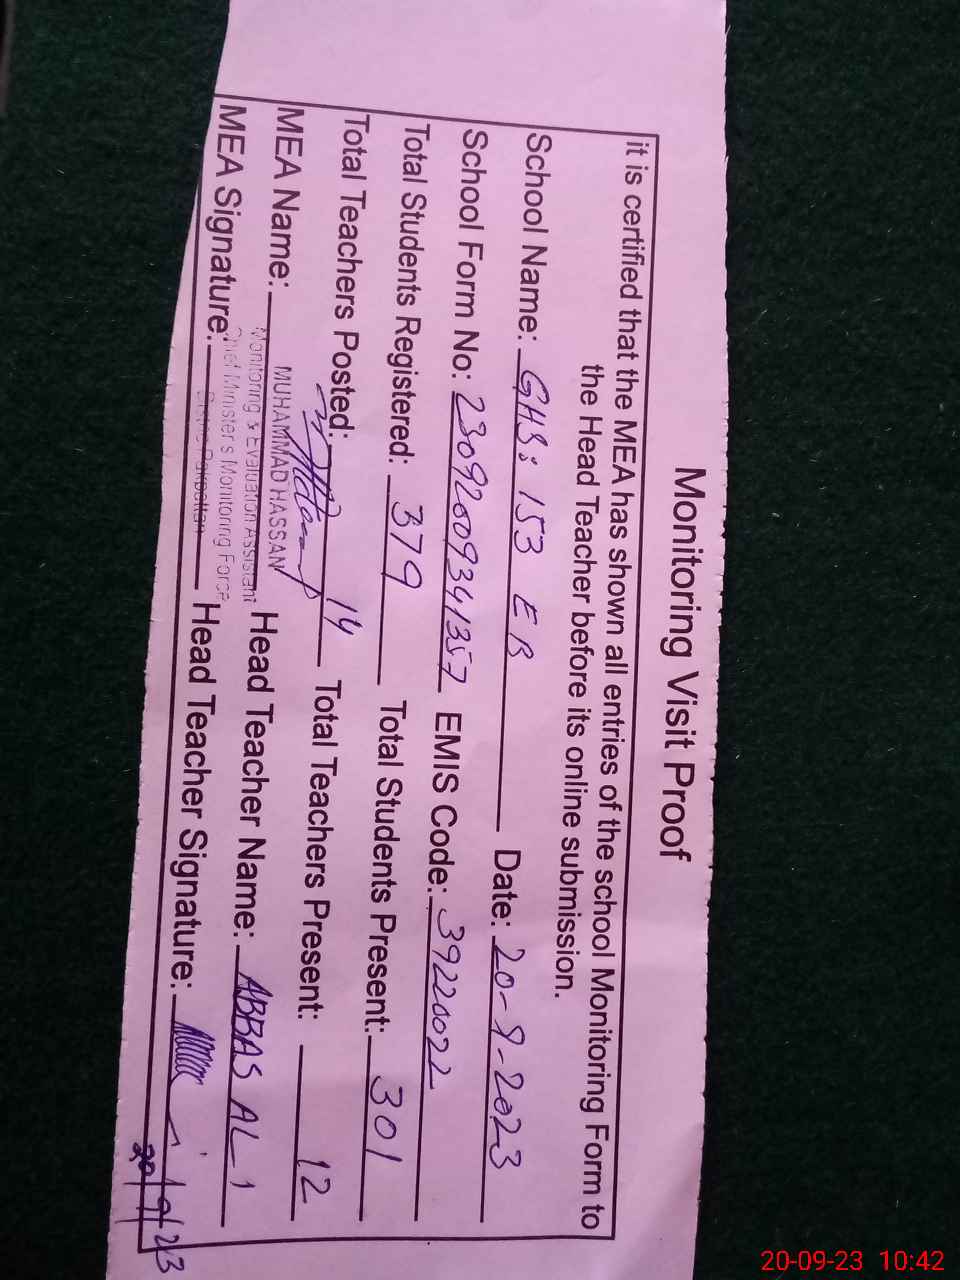 Monitoring Visit Proof
it is certified that the MEA has shown all entries of the school Monitoring Form to
the Head Teacher before its online submission.
School Name: GHS: 153 EB Date: 20-9-2023
School Form No: 23092009341357 EMIS Code: 39220022
Total Students Registered: 379 Total Students Present: 301
Total Teachers Posted: 14 Total Teachers Present: 12
MEA Name: MUHAMMAD HASSAN Head Teacher Name: ABBAS ALI
Monitoring & Evaluation Assistant
Chief Minister's Monitoring Force
District Pakpattan
MEA Signature: Head Teacher Signature:
20/9/23
20-09-23 10:42